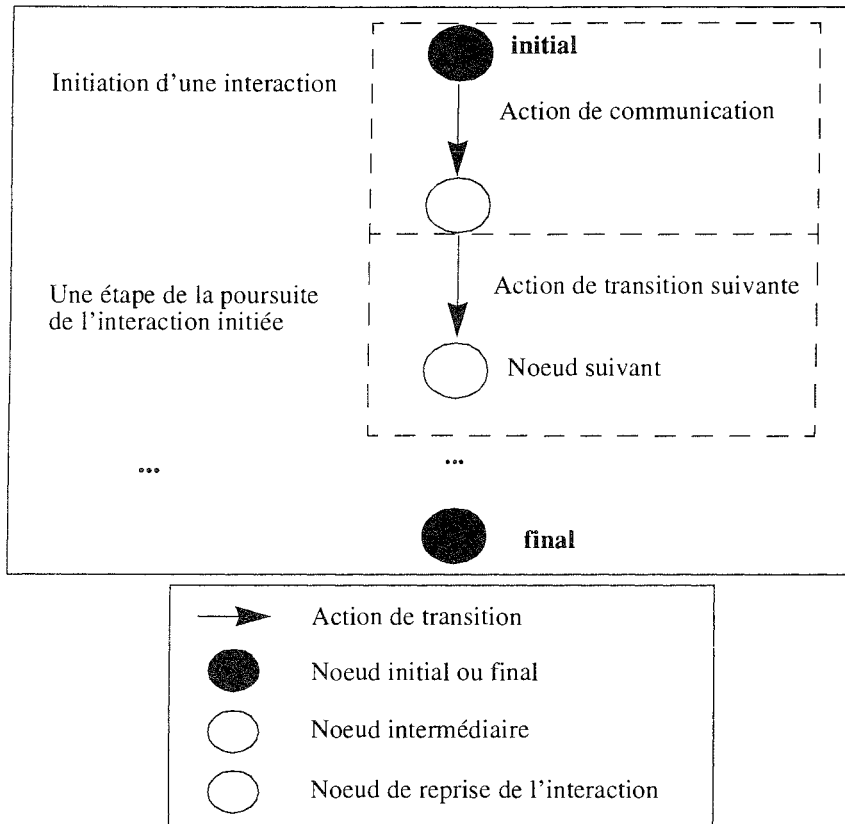 initial
Initiation d'une interaction
Action de communication
Une étape de la poursuite
de l'interaction initiée
Action de transition suivante
Noeud suivant
...
...
final
Action de transition
Noeud initial ou final
Noeud intermédiaire
Noeud de reprise de l'interaction